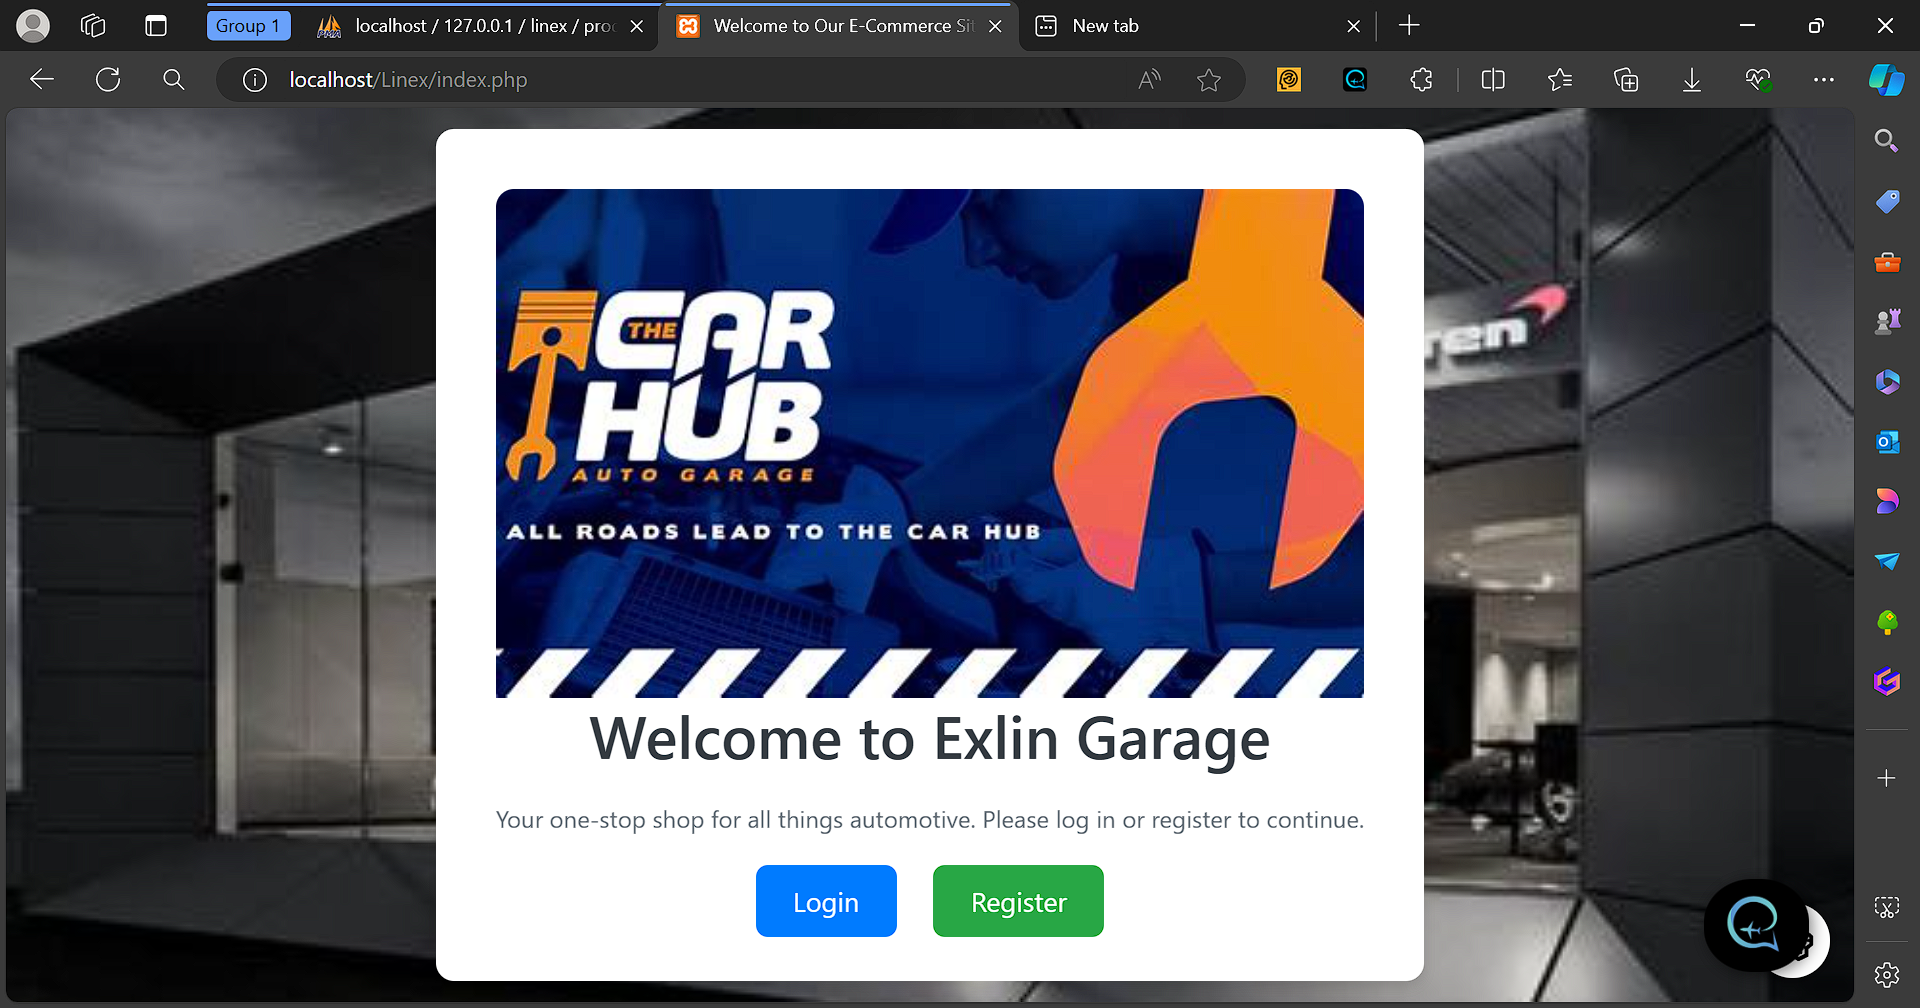 Group 1
localhost / 127.0.0.1 / linex / pro
Welcome to Our E-Commerce Sit
New tab
localhost/Linex/index.php
THE CAR
HUB
AUTO GARAGE
ALL ROADS LEAD TO THE CAR HUB
ren
Welcome to Exlin Garage
Your one-stop shop for all things automotive. Please log in or register to continue.
Login
Register